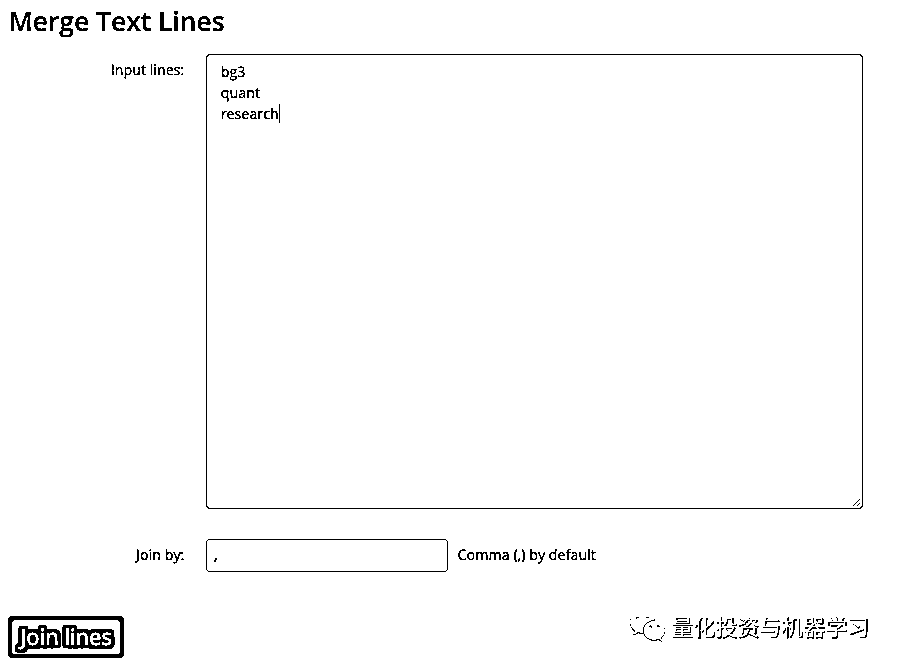 Merge Text Lines
Input lines:
bg3
quant
research
Join by: , Comma (,) by default
Join lines
量化投资与机器学习